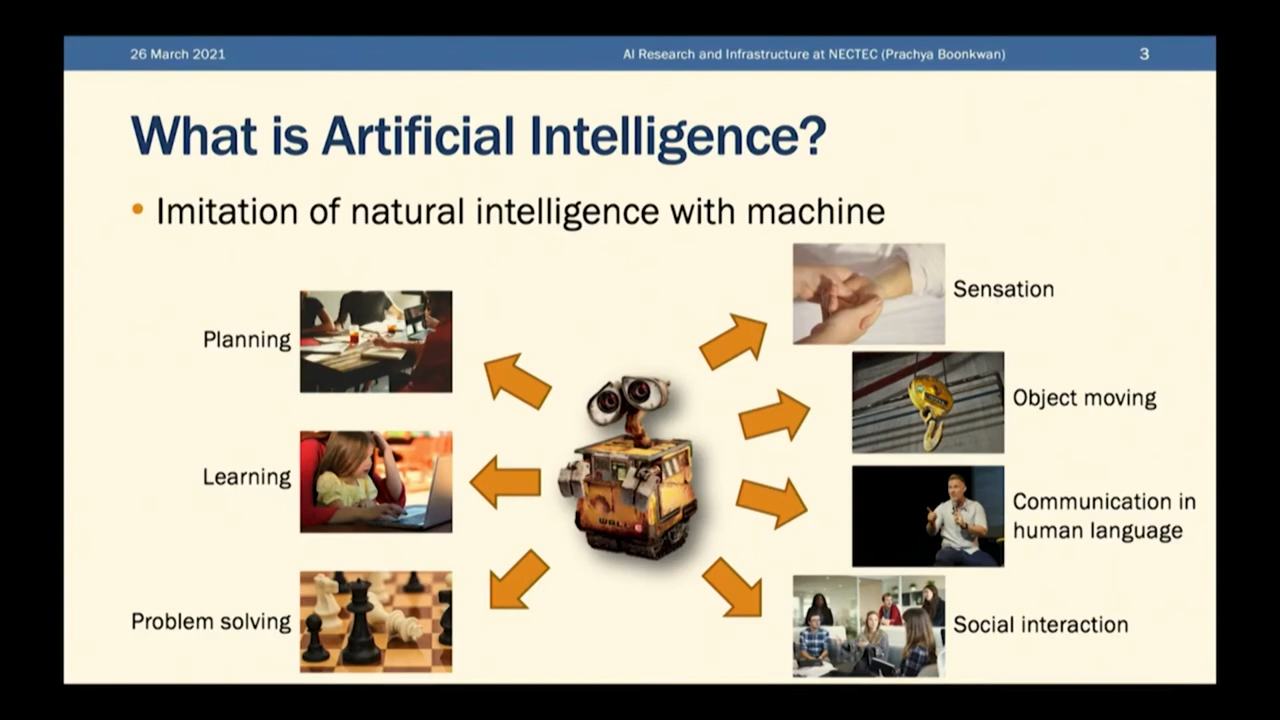 26 March 2021
AI Research and Infrastructure at NECTEC (Prachya Boonkwan)
3
What is Artificial Intelligence?
• Imitation of natural intelligence with machine
Planning
Learning
Problem solving
WALL·E
Sensation
Object moving
Communication in
human language
Social interaction